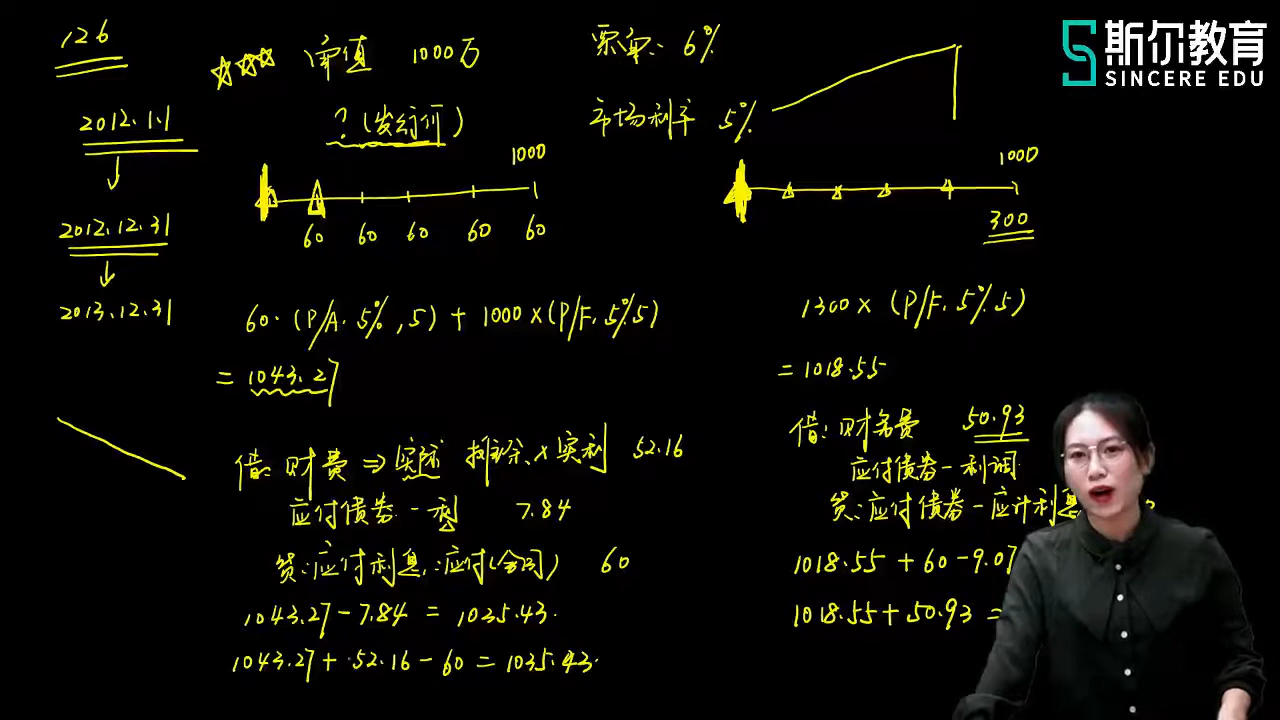 斯尔教育
SINCERE EDU
126
面值 1000万
票率: 6%
2012.1.1
?(发行价)
市场利率 5%
1000
1000
2012.12.31
60 60 60 60 60
300
2013.12.31
60·(P/A, 5%, 5) + 1000×(P/F, 5%, 5)
= 1043.27
1300×(P/F, 5%, 5)
= 1018.55
借: 财费 ⇒ 实际 摊余 × 实利 52.16
应付债券-利 7.84
贷: 应付利息: 应付(合同) 60
1043.27-7.84 = 1035.43.
1043.27+52.16-60 = 1035.43.
借: 财务费 50.93
应付债券-利调
贷: 应付债券-应计利息
1018.55+60-9.07
1018.55+50.93 =